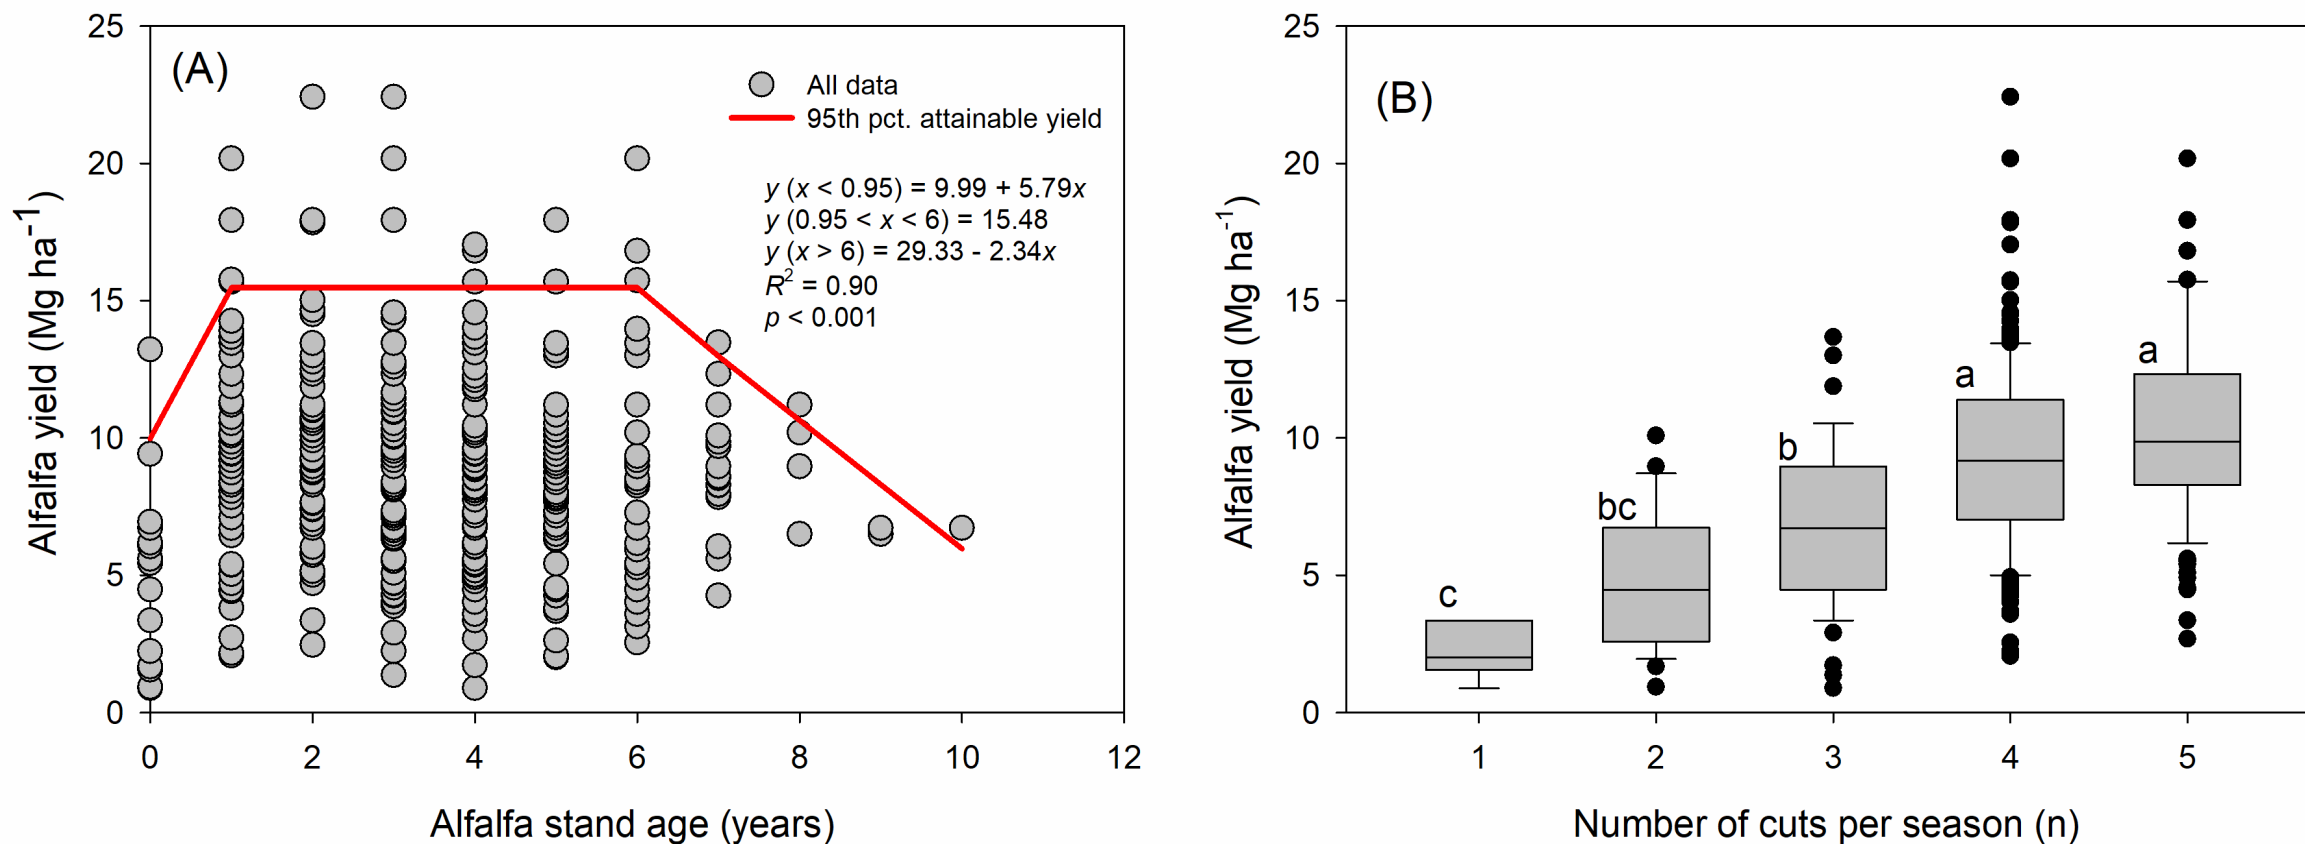 (A)
All data
95th pct. attainable yield
y (x < 0.95) = 9.99 + 5.79x
y (0.95 < x < 6) = 15.48
y (x > 6) = 29.33 - 2.34x
R² = 0.90
p < 0.001
Alfalfa yield (Mg ha⁻¹)
25
20
15
10
5
0
0 2 4 6 8 10 12
Alfalfa stand age (years)
(B)
Alfalfa yield (Mg ha⁻¹)
25
20
15
10
5
0
c
bc
b
a
a
1 2 3 4 5
Number of cuts per season (n)